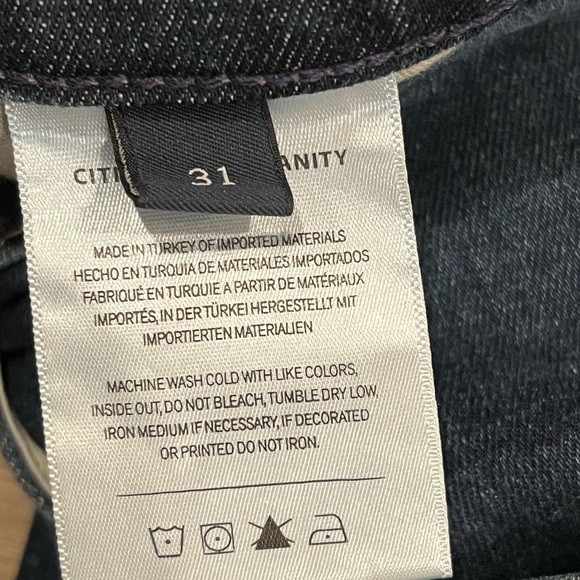 CITI ANITY
31
MADE IN TURKEY OF IMPORTED MATERIALS
HECHO EN TURQUIA DE MATERIALES IMPORTADOS
FABRIQUÉ EN TURQUIE A PARTIR DE MATÉRIAUX
IMPORTÉS, IN DER TÜRKEI HERGESTELLT MIT
IMPORTIERTEN MATERIALIEN
MACHINE WASH COLD WITH LIKE COLORS,
INSIDE OUT, DO NOT BLEACH, TUMBLE DRY LOW,
IRON MEDIUM IF NECESSARY, IF DECORATED
OR PRINTED DO NOT IRON.